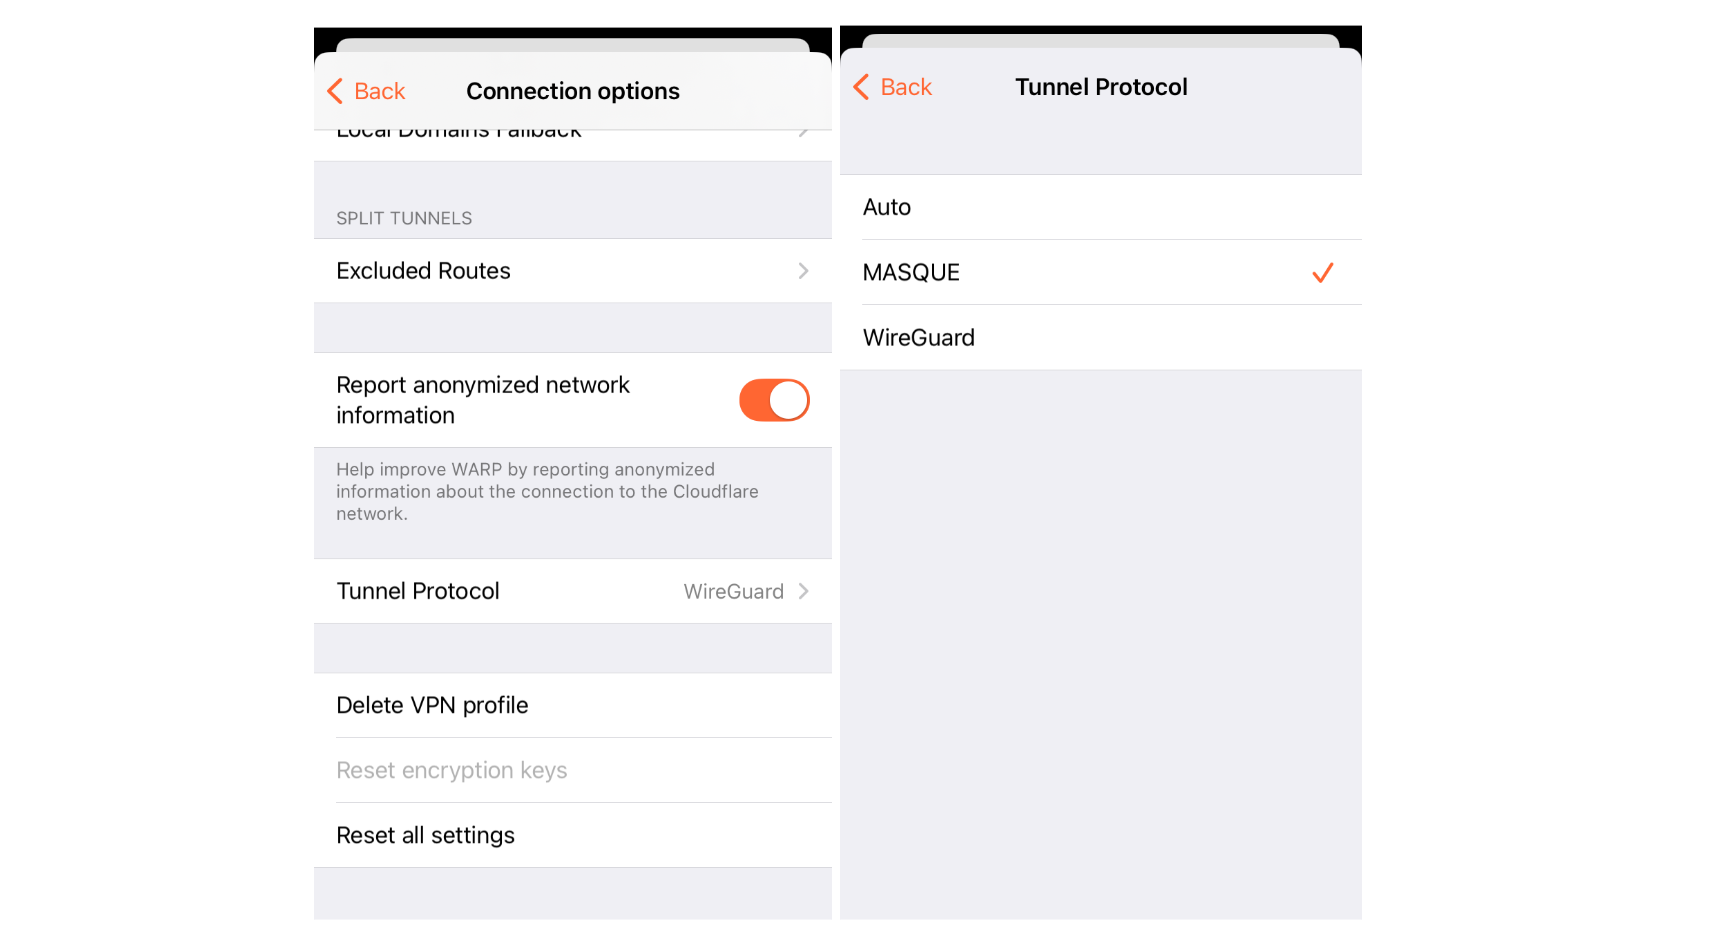 Back
Connection options
Local Domains Fallback
SPLIT TUNNELS
Excluded Routes
Report anonymized network
information
Help improve WARP by reporting anonymized
information about the connection to the Cloudflare
network.
Tunnel Protocol WireGuard
Delete VPN profile
Reset encryption keys
Reset all settings
Back
Tunnel Protocol
Auto
MASQUE
WireGuard